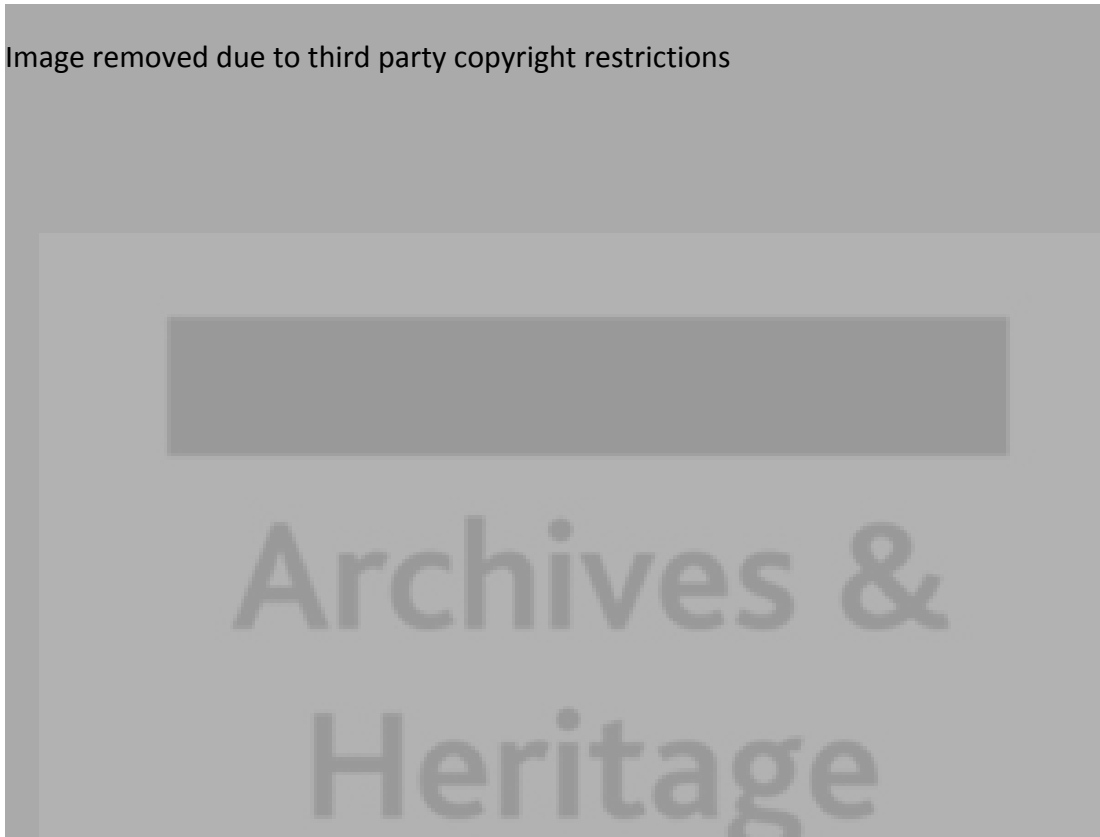 Image removed due to third party copyright restrictions
Archives &
Heritage